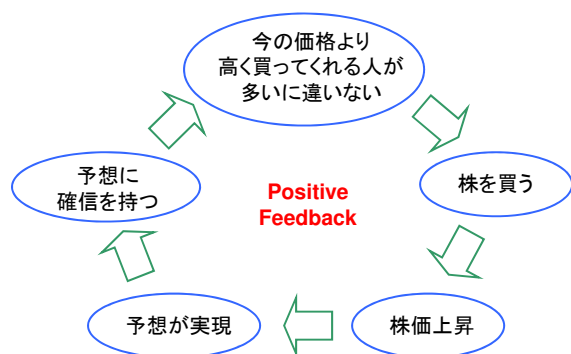 今の価格より
高く買ってくれる人が
多いに違いない
株を買う
株価上昇
予想が実現
予想に
確信を持つ
Positive
Feedback